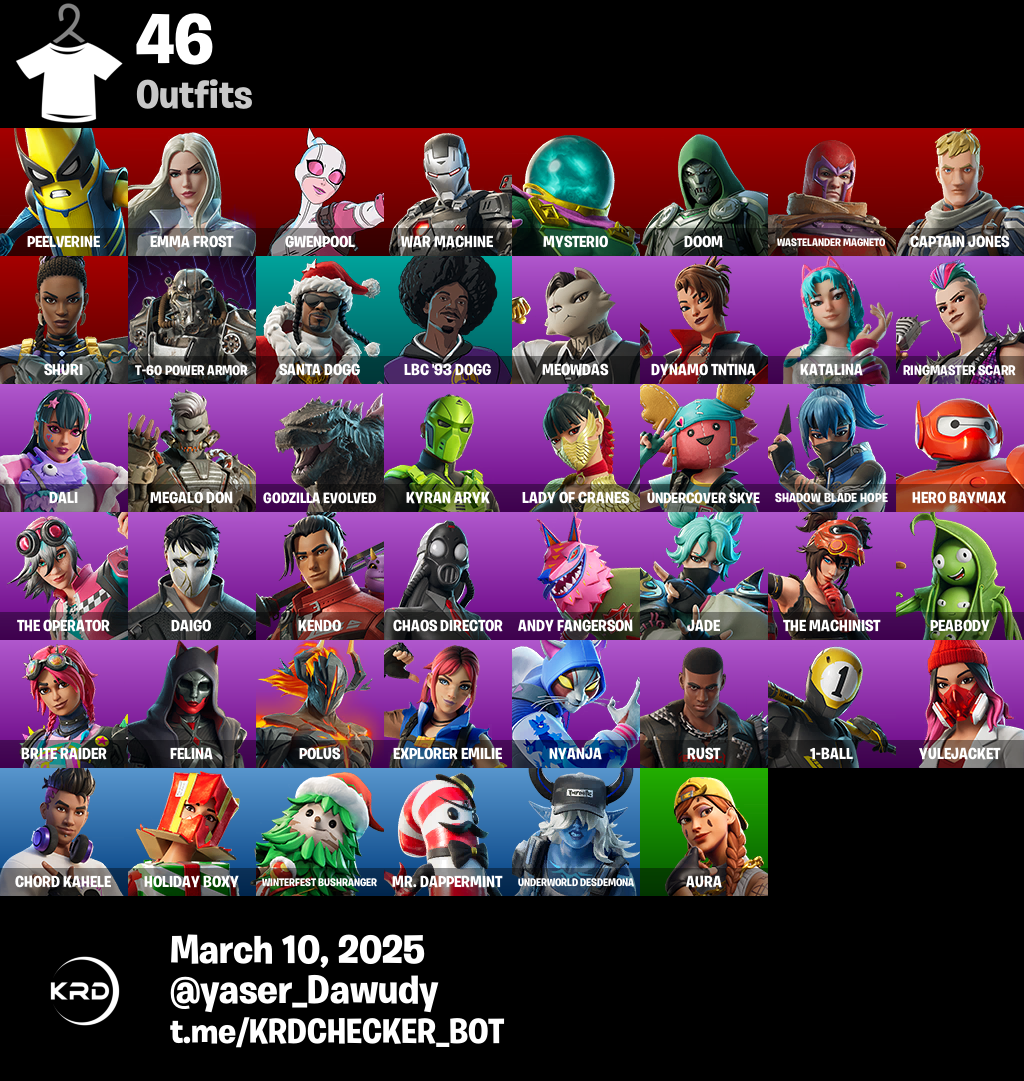 46
Outfits
PEELVERINE
EMMA FROST
GWENPOOL
WAR MACHINE
MYSTERIO
DOOM
WASTELANDER MAGNETO
CAPTAIN JONES
SHURI
T-60 POWER ARMOR
SANTA DOGG
LBC '93 DOGG
MEOWDAS
DYNAMO TNTINA
KATALINA
RINGMASTER SCARR
DALI
MEGALO DON
GODZILLA EVOLVED
KYRAN ARYK
LADY OF CRANES
UNDERCOVER SKYE
SHADOW BLADE HOPE
HERO BAYMAX
THE OPERATOR
DAIGO
KENDO
CHAOS DIRECTOR
ANDY FANGERSON
JADE
THE MACHINIST
PEABODY
BRITE RAIDER
FELINA
POLUS
EXPLORER EMILIE
NYANJA
RUST
1
1-BALL
YULEJACKET
CHORD KAHELE
HOLIDAY BOXY
WINTERFEST BUSHRANGER
MR. DAPPERMINT
UNDERWORLD DESDEMONA
AURA
KRD
March 10, 2025
@yaser_Dawudy
t.me/KRDCHECKER_BOT